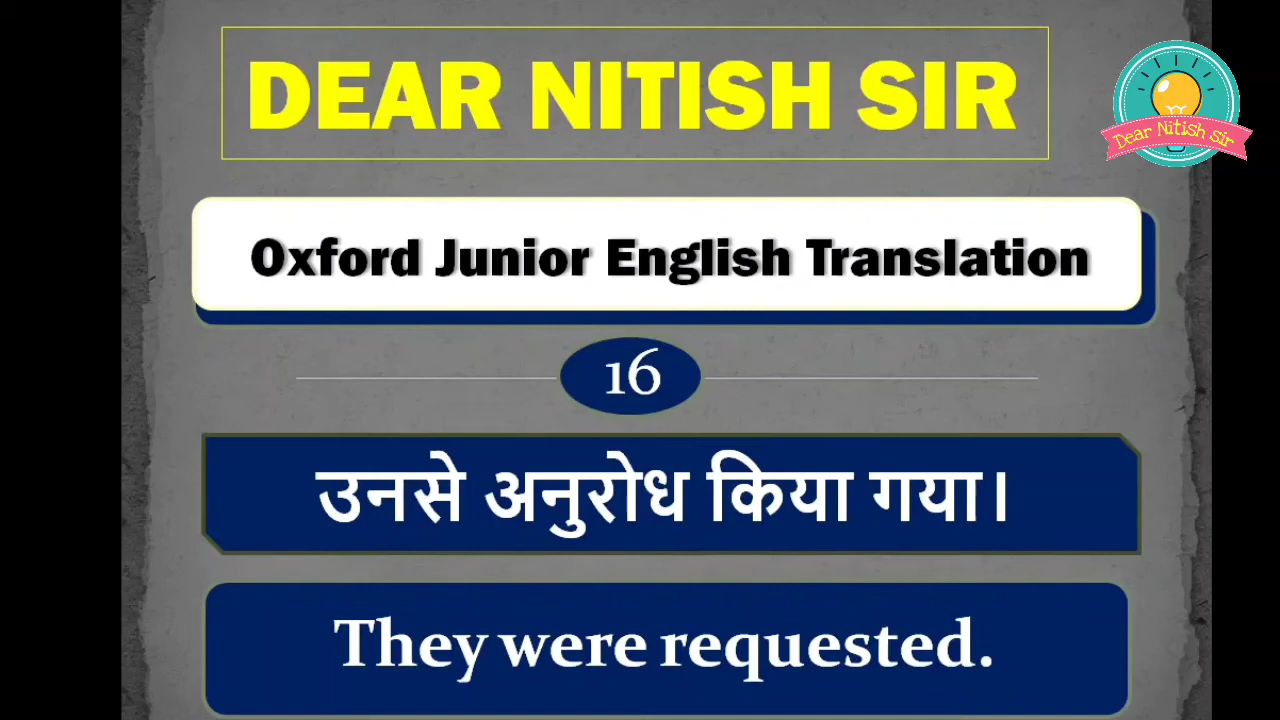 DEAR NITISH SIR
Dear Nitish sir
Oxford Junior English Translation
16
उनसे अनुरोध किया गया।
They were requested.